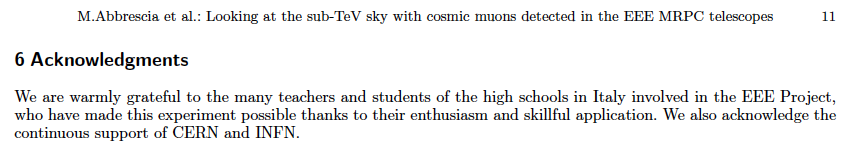 M.Abbrescia et al.: Looking at the sub-TeV sky with cosmic muons detected in the EEE MRPC telescopes 11
6 Acknowledgments
We are warmly grateful to the many teachers and students of the high schools in Italy involved in the EEE Project,
who have made this experiment possible thanks to their enthusiasm and skillful application. We also acknowledge the
continuous support of CERN and INFN.